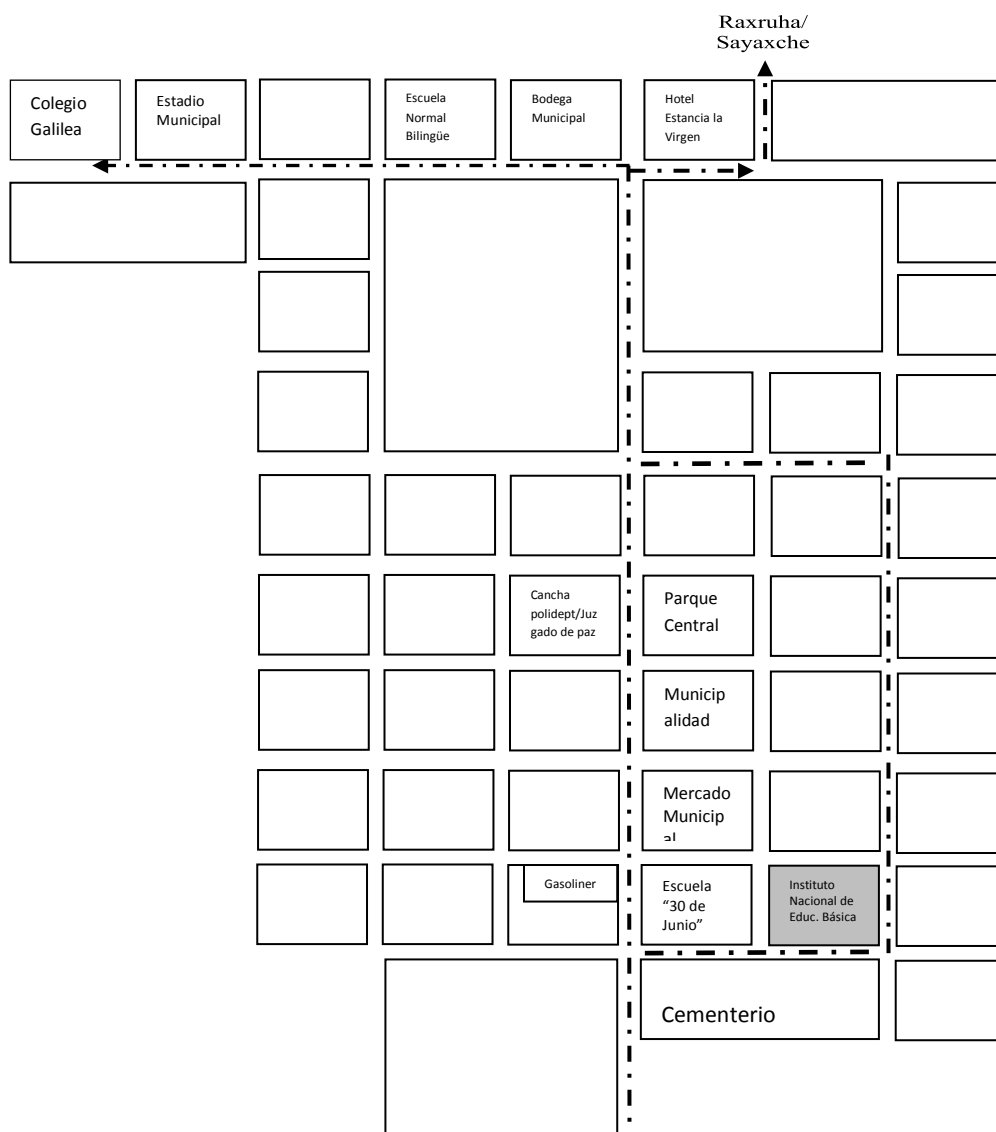 Raxruha/
Sayaxche
Colegio
Galilea
Estadio
Municipal
Escuela
Normal
Bilingüe
Bodega
Municipal
Hotel
Estancia la
Virgen
Cancha
polidept/Juz
gado de paz
Parque
Central
Municip
alidad
Mercado
Municip
al
Gasoliner
Escuela
“30 de
Junio”
Instituto
Nacional de
Educ. Básica
Cementerio